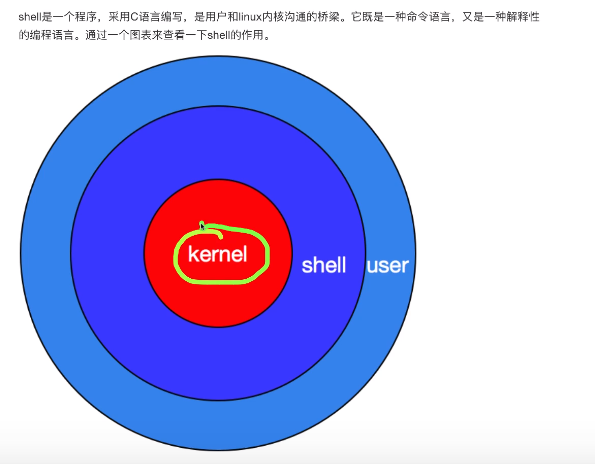 shell是一个程序，采用C语言编写，是用户和linux内核沟通的桥梁。它既是一种命令语言，又是一种解释性
的编程语言。通过一个图表来查看一下shell的作用。
kernel
shell
user